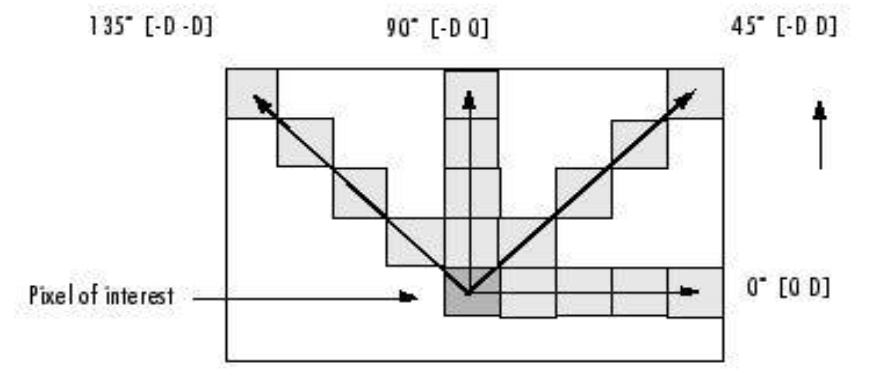 135° [-D -D]
90° [-D 0]
45° [-D D]
Pixel of interest
0° [0 D]